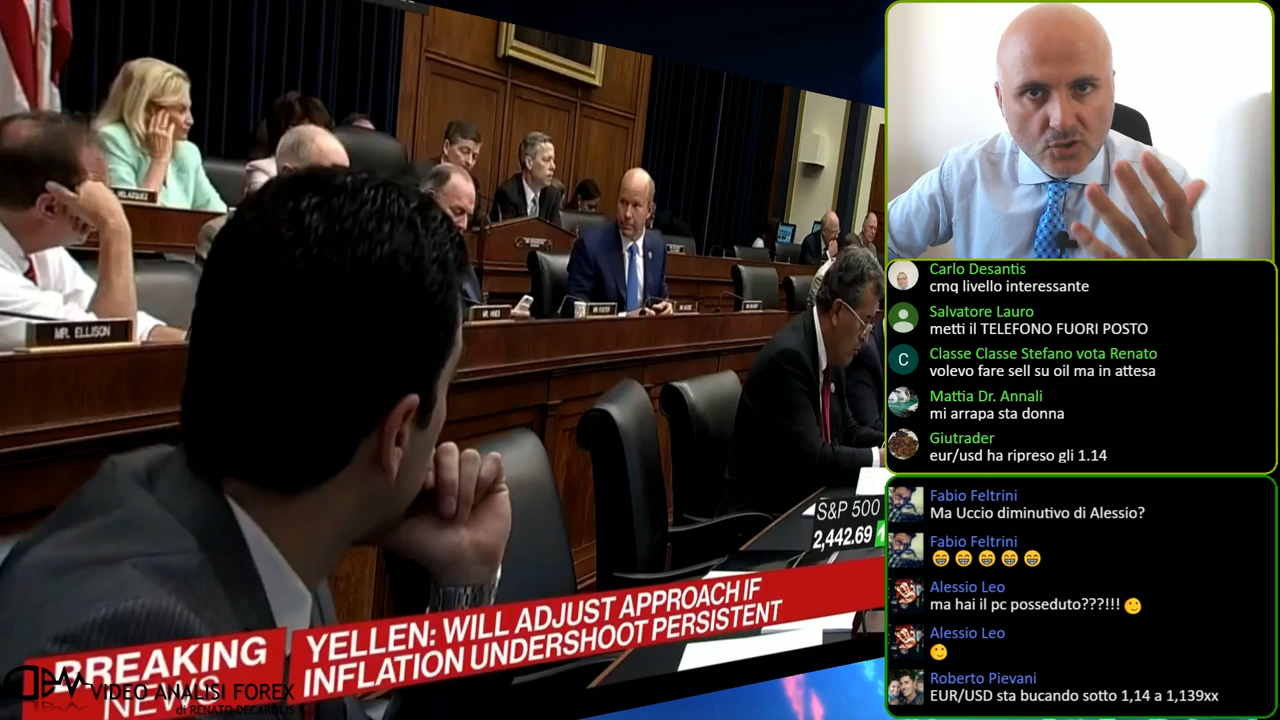 VELAZQUEZ
MR. ELLISON
S&P 500
2,442.69
BREAKING
NEWS
YELLEN: WILL ADJUST APPROACH IF
INFLATION UNDERSHOOT PERSISTENT
VIDEO ANALISI FOREX
di RENATO DECAROLIS
Carlo Desantis
cmq livello interessante
Salvatore Lauro
metti il TELEFONO FUORI POSTO
C
Classe Classe Stefano vota Renato
volevo fare sell su oil ma in attesa
Mattia Dr. Annali
mi arrapa sta donna
Giutrader
eur/usd ha ripreso gli 1.14
Fabio Feltrini
Ma Uccio diminutivo di Alessio?
Fabio Feltrini
😁 😁 😁 😁 😁
Alessio Leo
ma hai il pc posseduto???!!! 🙂
Alessio Leo
🙂
Roberto Pievani
EUR/USD sta bucando sotto 1,14 a 1,139xx